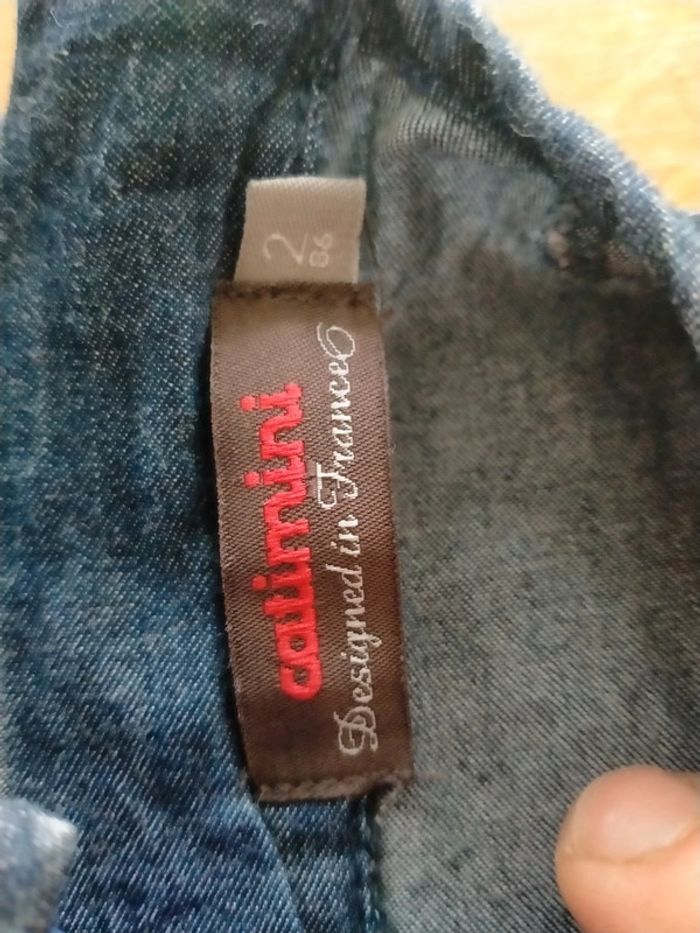 2
86
catimini
Designed in France